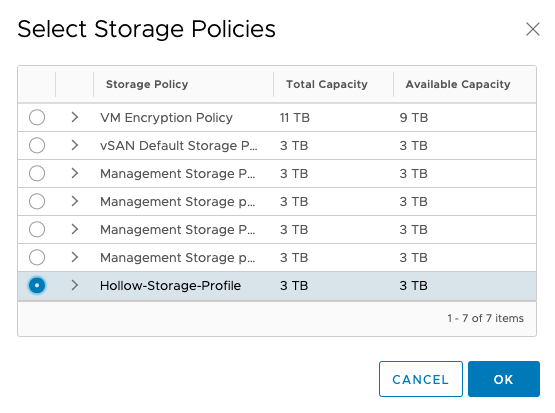 Select Storage Policies
Storage Policy Total Capacity Available Capacity
VM Encryption Policy 11 TB 9 TB
vSAN Default Storage P... 3 TB 3 TB
Management Storage p... 3 TB 3 TB
Management Storage p... 3 TB 3 TB
Management Storage P... 3 TB 3 TB
Management Storage p... 3 TB 3 TB
Hollow-Storage-Profile 3 TB 3 TB
1 - 7 of 7 items
CANCEL OK